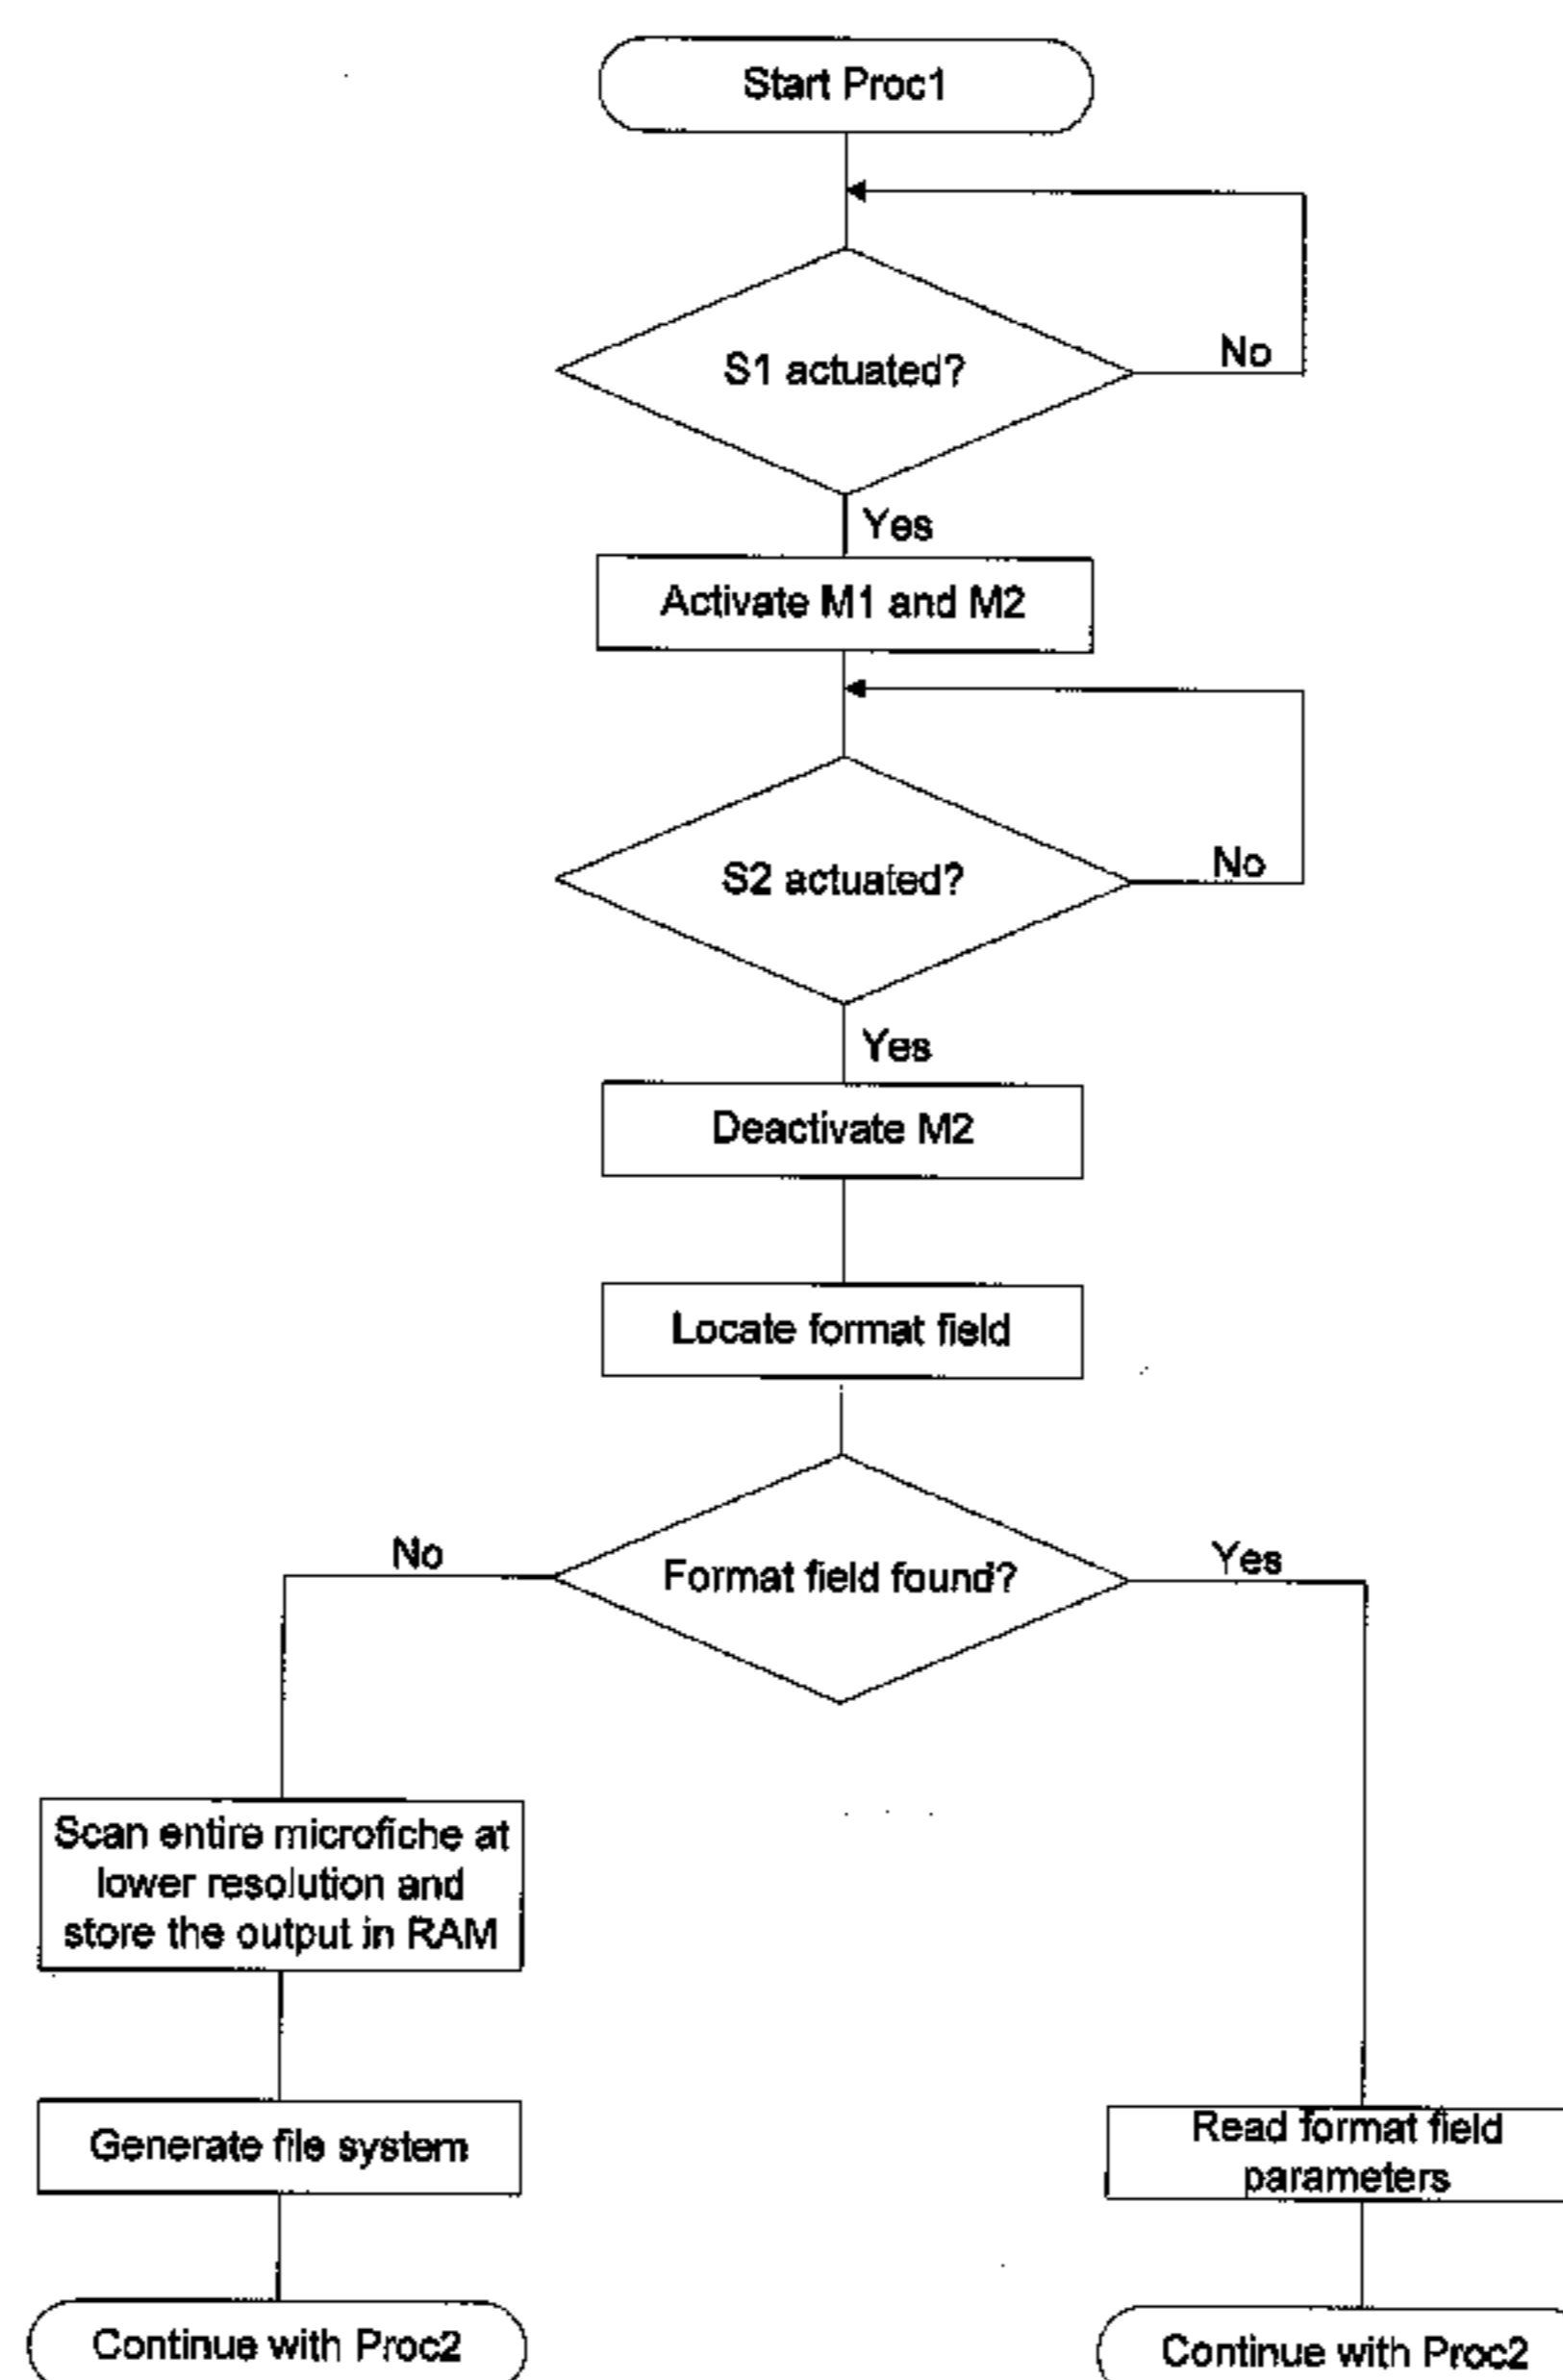 Start Proc1
S1 actuated?
No
Yes
Activate M1 and M2
S2 actuated?
No
Yes
Deactivate M2
Locate format field
Format field found?
No
Yes
Scan entire microfiche at
lower resolution and
store the output in RAM
Generate file system
Continue with Proc2
Read format field
parameters
Continue with Proc2